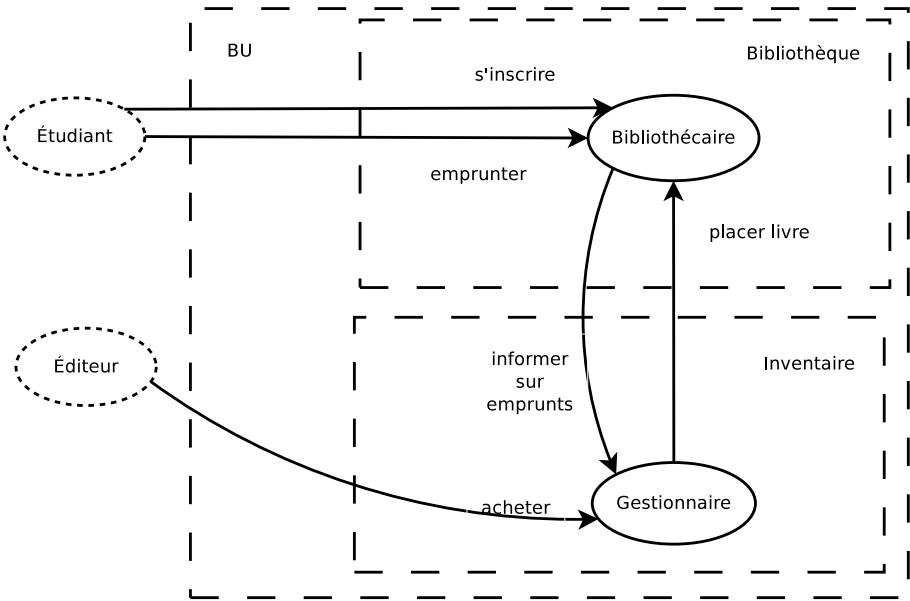 BU
Bibliothèque
s'inscrire
Étudiant
Bibliothécaire
emprunter
placer livre
Éditeur
informer
sur
emprunts
Inventaire
acheter
Gestionnaire